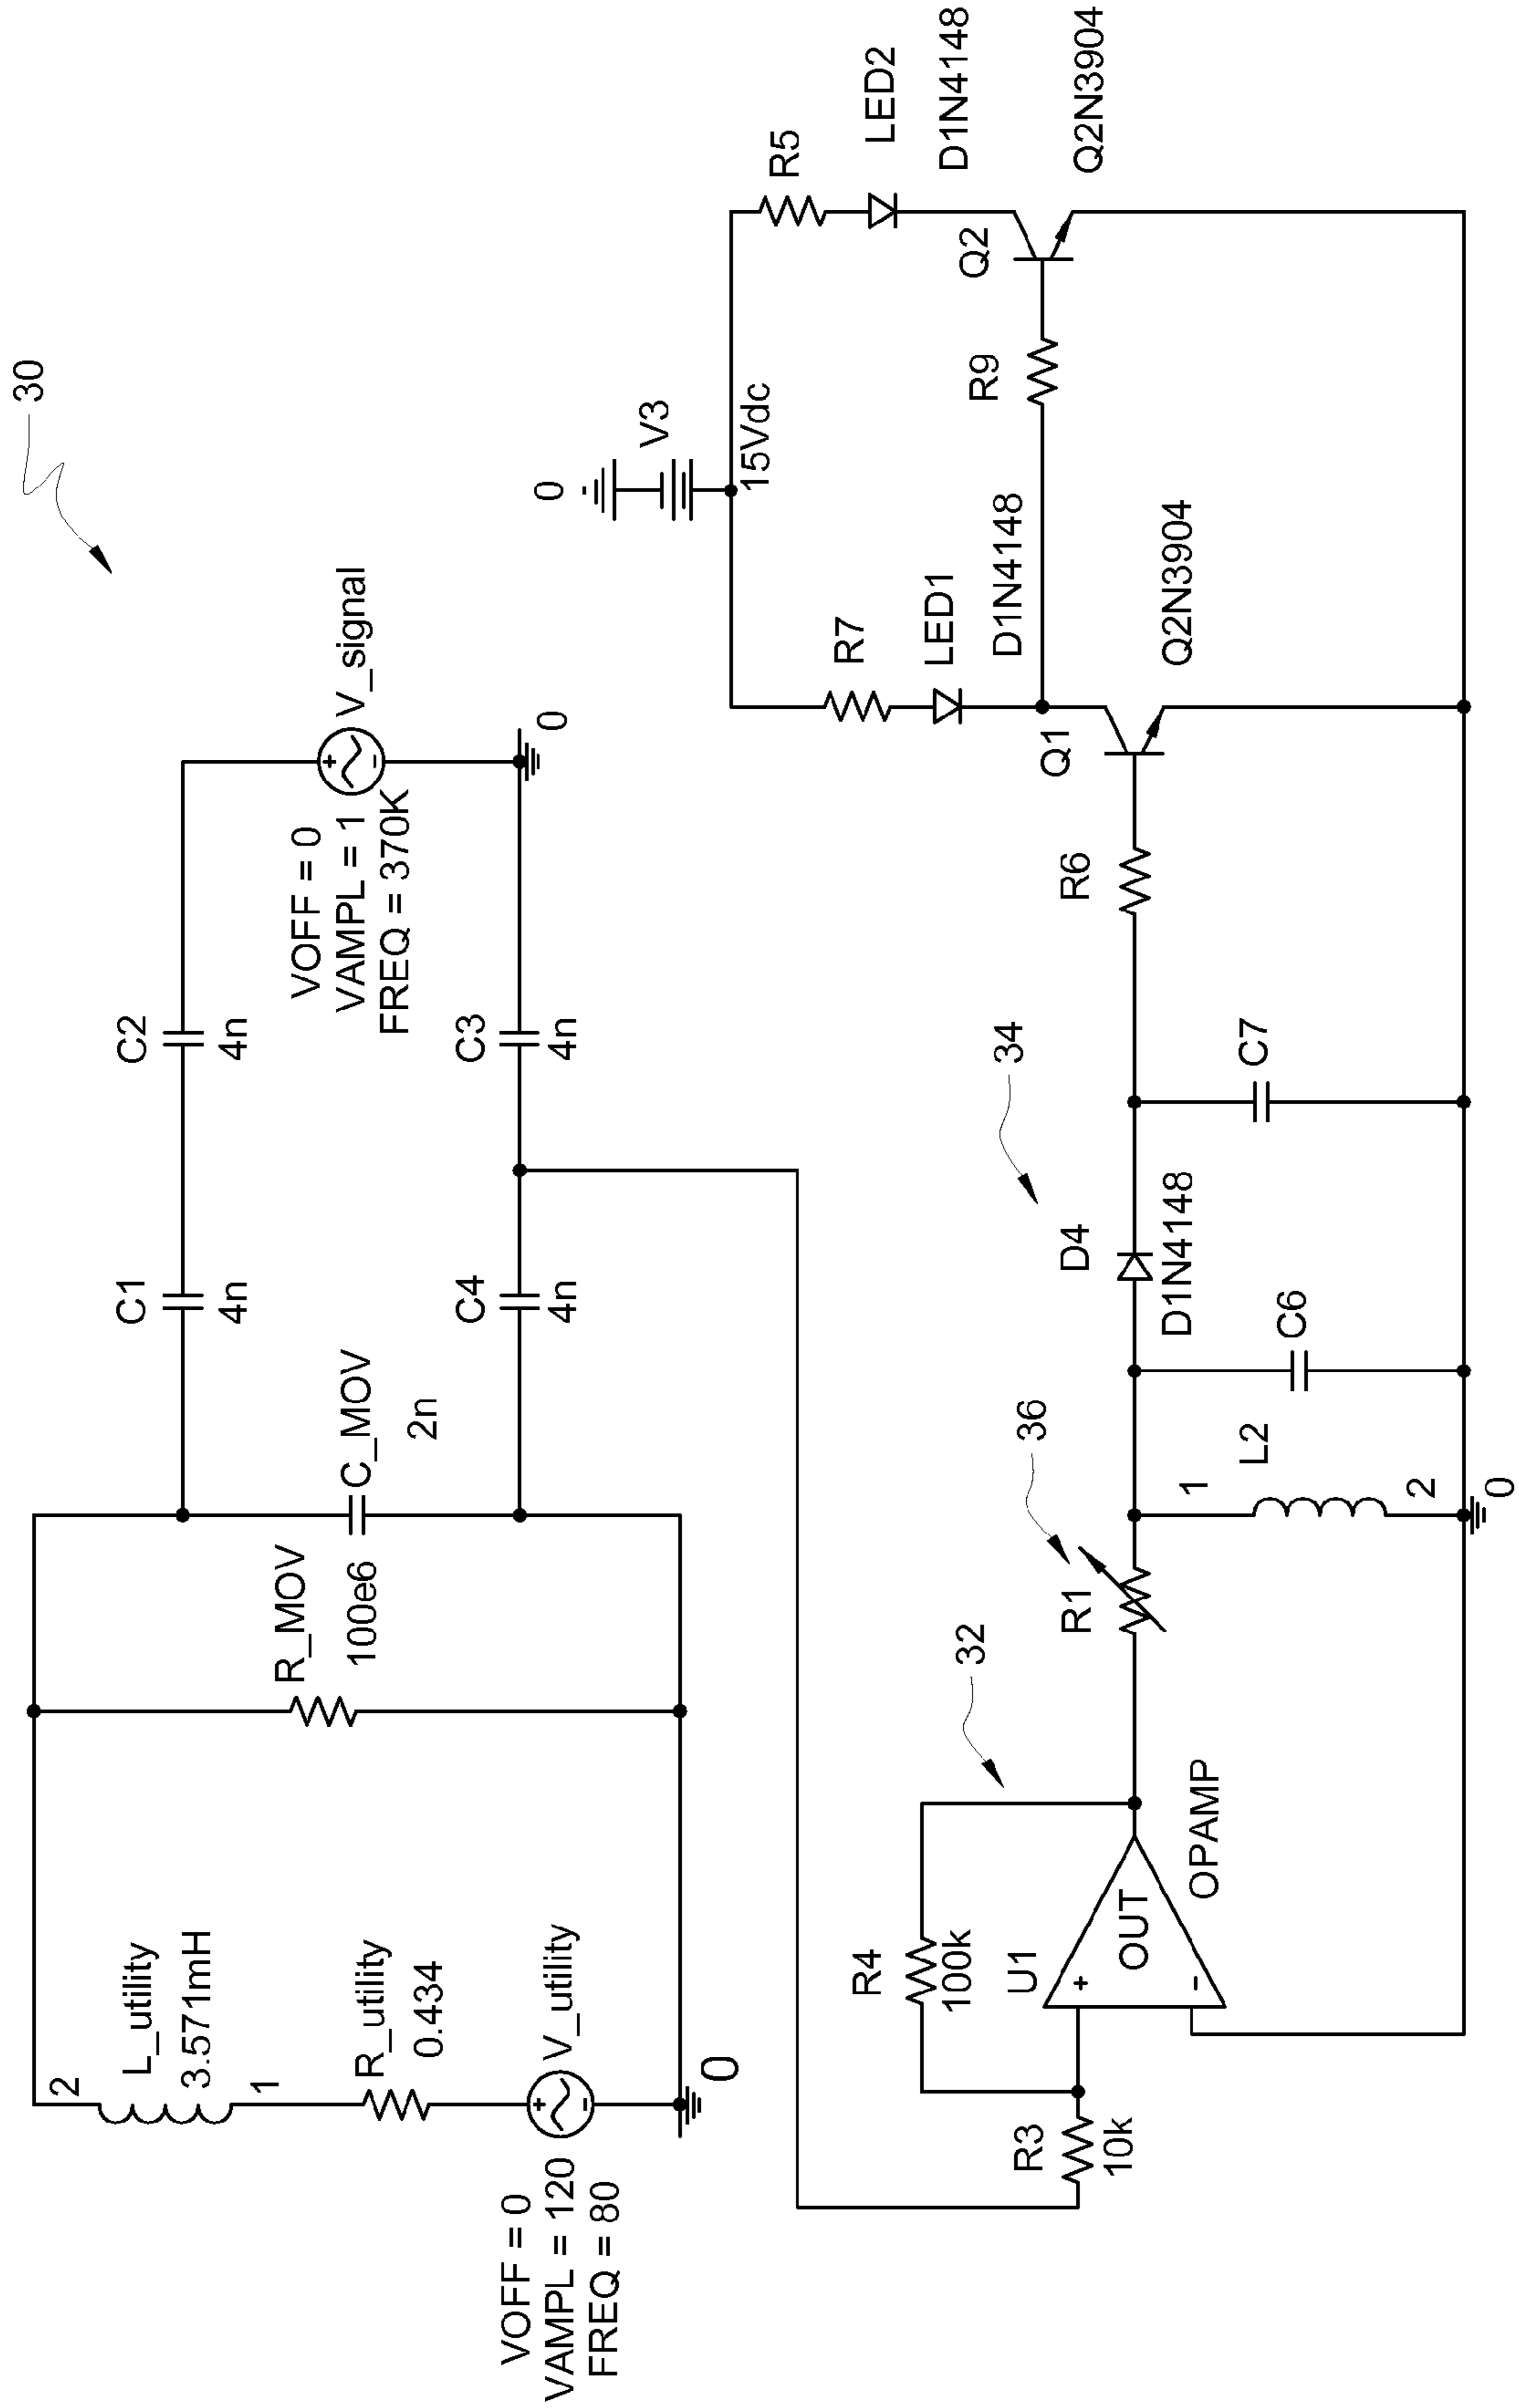 30
L_utility
3.571mH
2
1
R_utility
0.434
V_utility
+
-
VOFF = 0
VAMPL = 120
FREQ = 80
0
R_MOV
100e6
C_MOV
2n
C1
4n
C2
4n
C4
4n
C3
4n
V_signal
+
-
VOFF = 0
VAMPL = 1
FREQ = 370K
0
0
V3
15Vdc
R3
10k
R4
100k
U1
+
-
OUT
OPAMP
32
R1
36
1
L2
2
0
C6
D4
D1N4148
34
C7
R6
Q1
Q2N3904
R7
LED1
D1N4148
R9
Q2
Q2N3904
R5
LED2
D1N4148